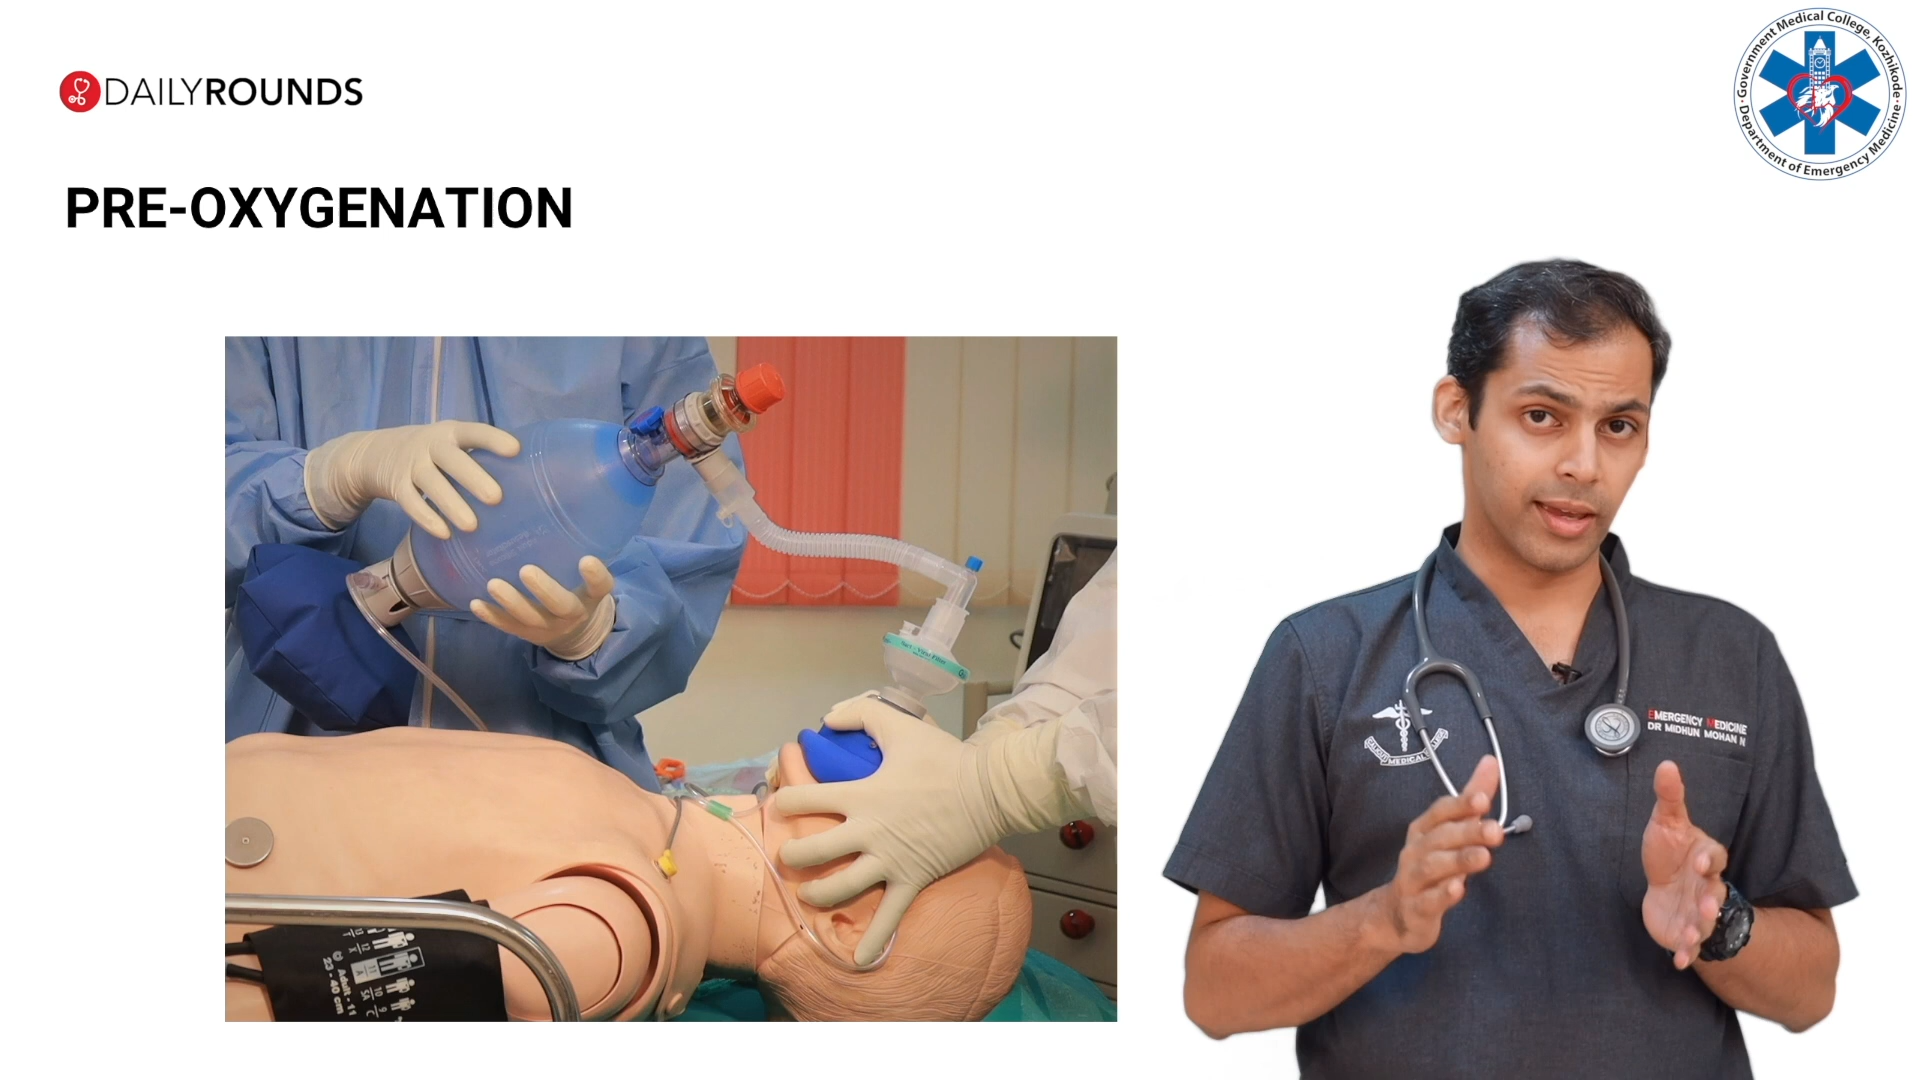 DAILYROUNDS
Government Medical College, Kozhikode
Department of Emergency Medicine
PRE-OXYGENATION
EMERGENCY MEDICINE
DR MIDHUN MOHAN N
MEDICAL
Adult - 11
23 - 40 cm